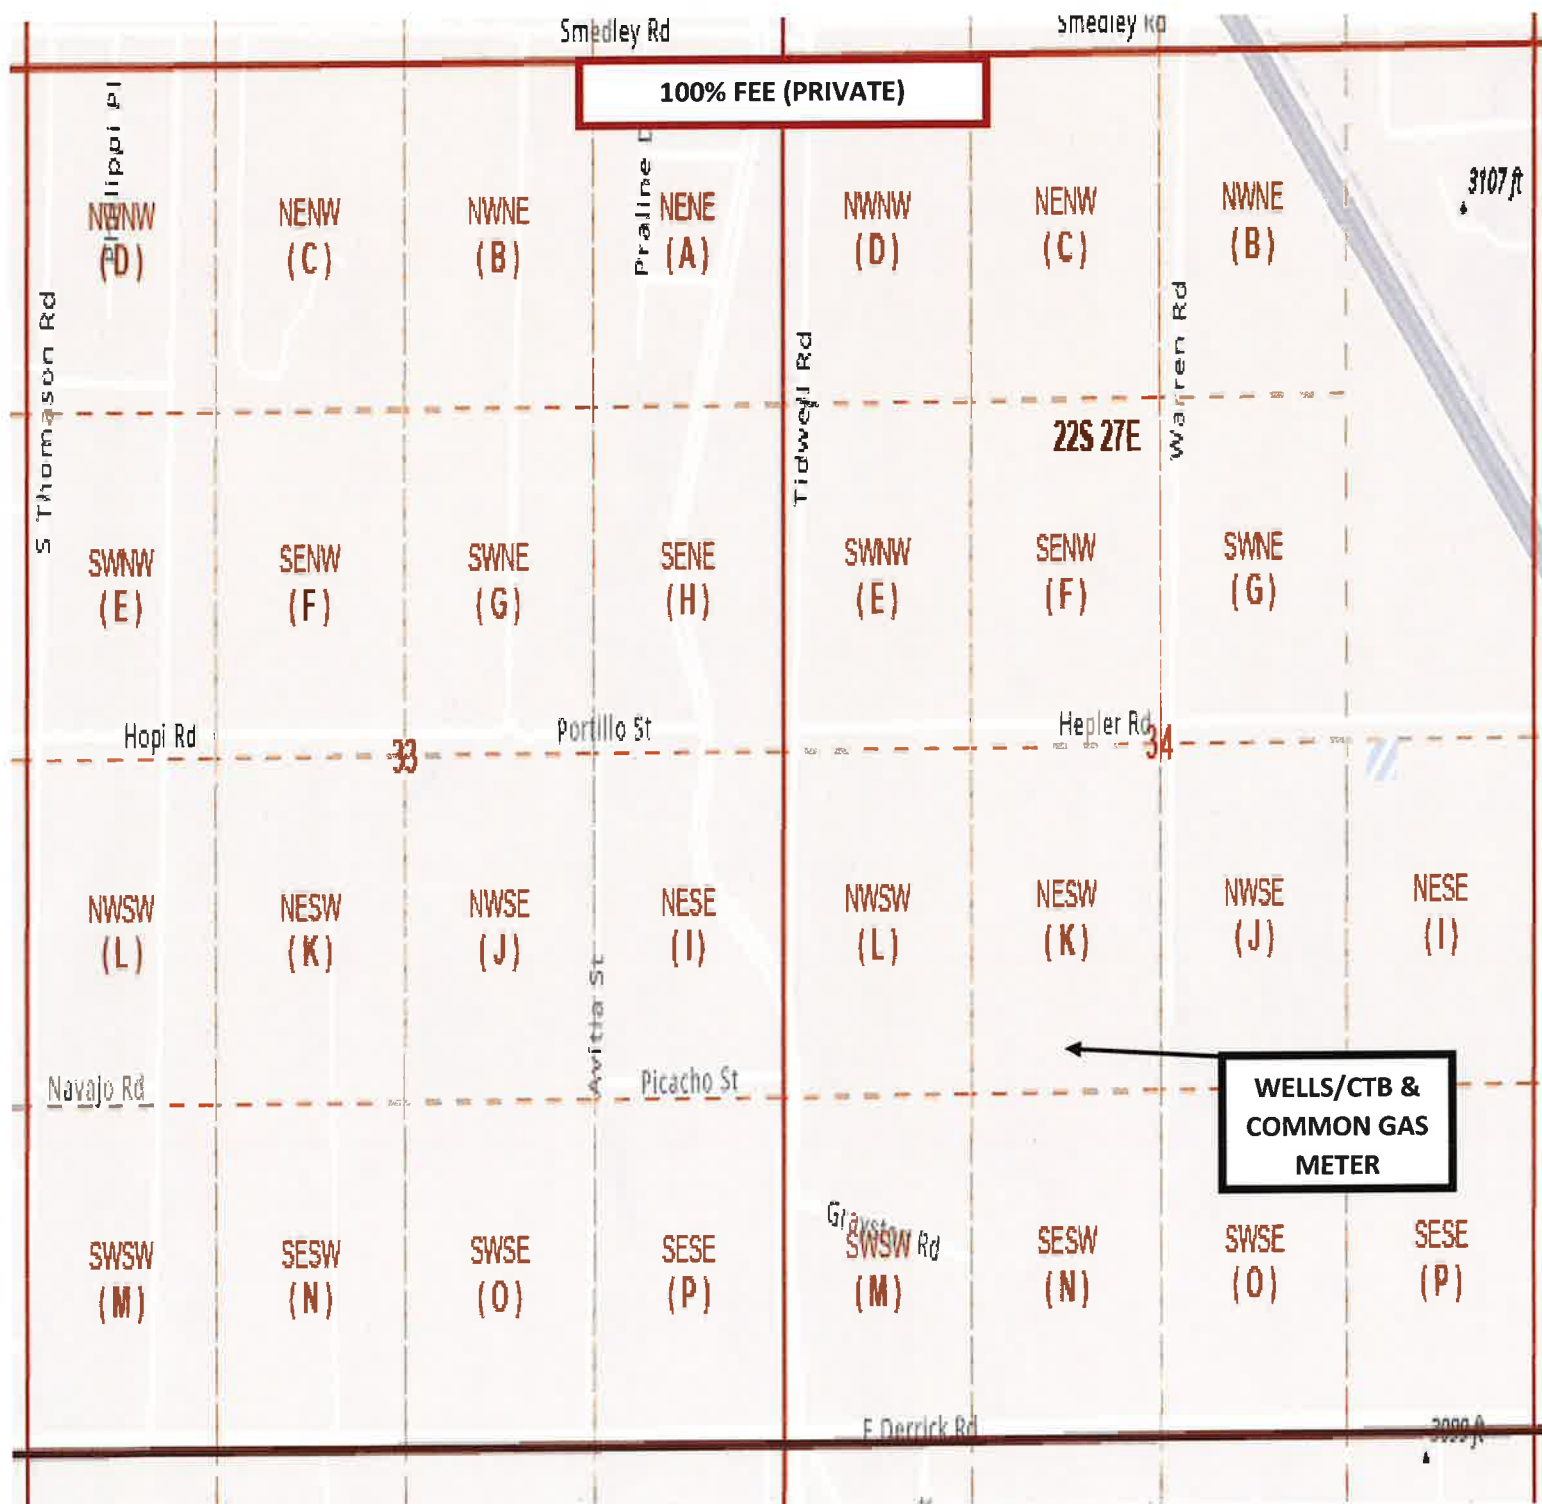 Smedley Rd
Smedley Rd
100% FEE (PRIVATE)
3107 ft
Praline
NWNW
(D)
NENW
(C)
NWNE
(B)
NENE
(A)
NWNW
(D)
NENW
(C)
NWNE
(B)
S Thomason Rd
Tidwell Rd
Warren Rd
22S 27E
SWNW
(E)
SENW
(F)
SWNE
(G)
SENE
(H)
SWNW
(E)
SENW
(F)
SWNE
(G)
Hopi Rd
Portillo St
Hepler Rd
33
34
NWSW
(L)
NESW
(K)
NWSE
(J)
NESE
(I)
NWSW
(L)
NESW
(K)
NWSE
(J)
NESE
(I)
Avitia St
Navajo Rd
Picacho St
WELLS/CTB &
COMMON GAS
METER
Rd
SWSW
(M)
SESW
(N)
SWSE
(O)
SESE
(P)
SWSW
(M)
SESW
(N)
SWSE
(O)
SESE
(P)
E Derrick Rd